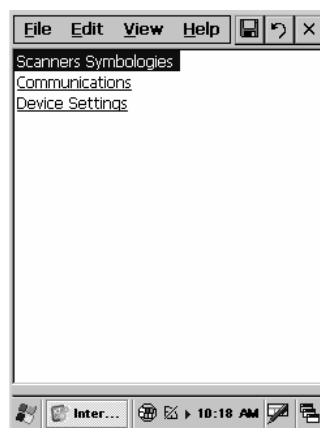 File Edit View Help
Scanners Symbologies
Communications
Device Settings
Inter... 10:18 AM